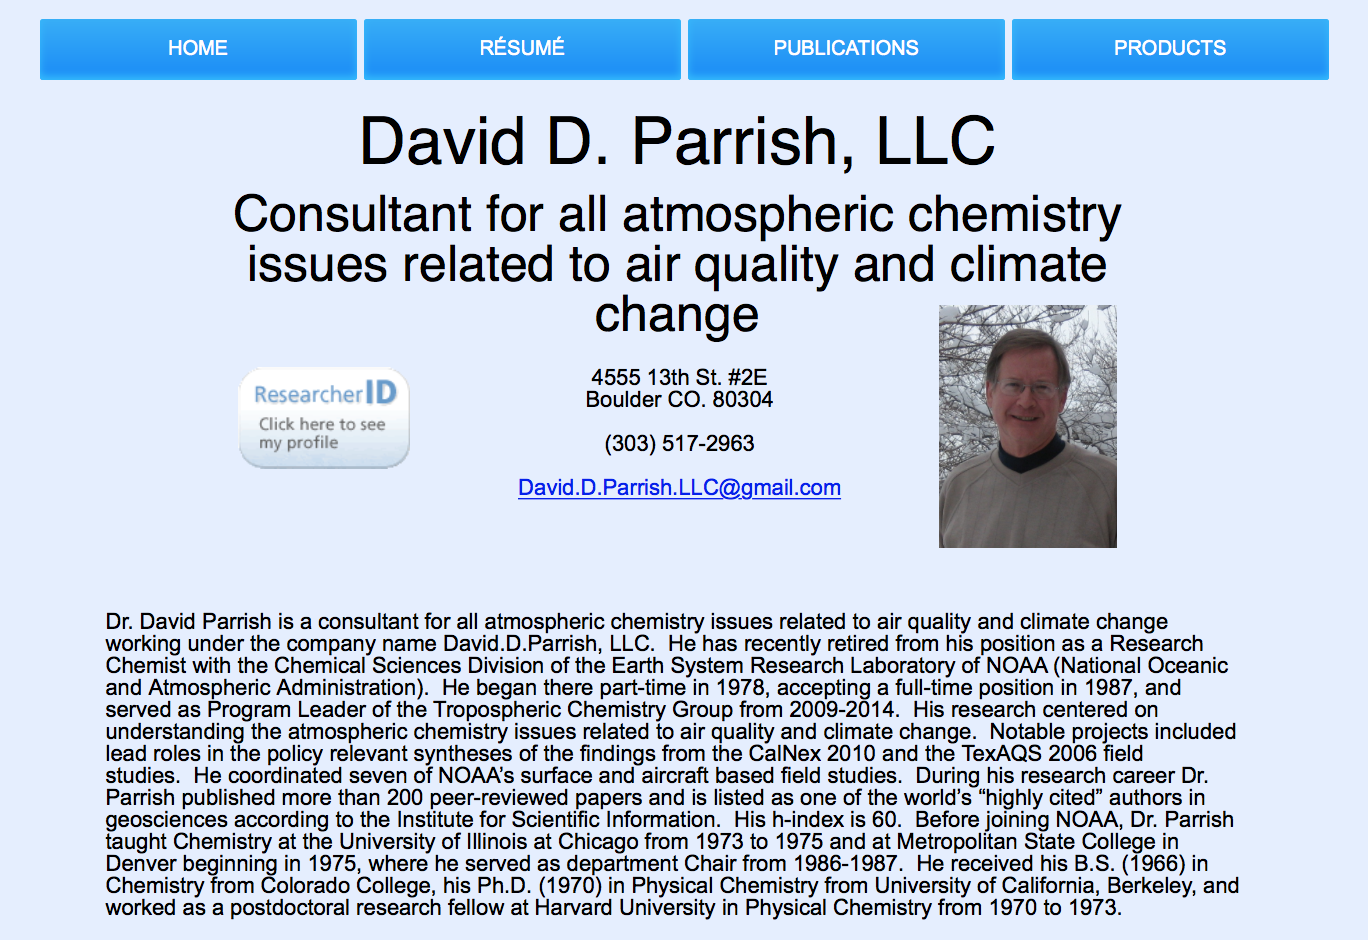 HOME
RÉSUMÉ
PUBLICATIONS
PRODUCTS
David D. Parrish, LLC
Consultant for all atmospheric chemistry
issues related to air quality and climate
change
ResearcherID
Click here to see
my profile
4555 13th St. #2E
Boulder CO. 80304
(303) 517-2963
David.D.Parrish.LLC@gmail.com
Dr. David Parrish is a consultant for all atmospheric chemistry issues related to air quality and climate change
working under the company name David.D.Parrish, LLC.  He has recently retired from his position as a Research
Chemist with the Chemical Sciences Division of the Earth System Research Laboratory of NOAA (National Oceanic
and Atmospheric Administration).  He began there part-time in 1978, accepting a full-time position in 1987, and
served as Program Leader of the Tropospheric Chemistry Group from 2009-2014.  His research centered on
understanding the atmospheric chemistry issues related to air quality and climate change.  Notable projects included
lead roles in the policy relevant syntheses of the findings from the CalNex 2010 and the TexAQS 2006 field
studies.  He coordinated seven of NOAA’s surface and aircraft based field studies.  During his research career Dr.
Parrish published more than 200 peer-reviewed papers and is listed as one of the world’s “highly cited” authors in
geosciences according to the Institute for Scientific Information.  His h-index is 60.  Before joining NOAA, Dr. Parrish
taught Chemistry at the University of Illinois at Chicago from 1973 to 1975 and at Metropolitan State College in
Denver beginning in 1975, where he served as department Chair from 1986-1987.  He received his B.S. (1966) in
Chemistry from Colorado College, his Ph.D. (1970) in Physical Chemistry from University of California, Berkeley, and
worked as a postdoctoral research fellow at Harvard University in Physical Chemistry from 1970 to 1973.